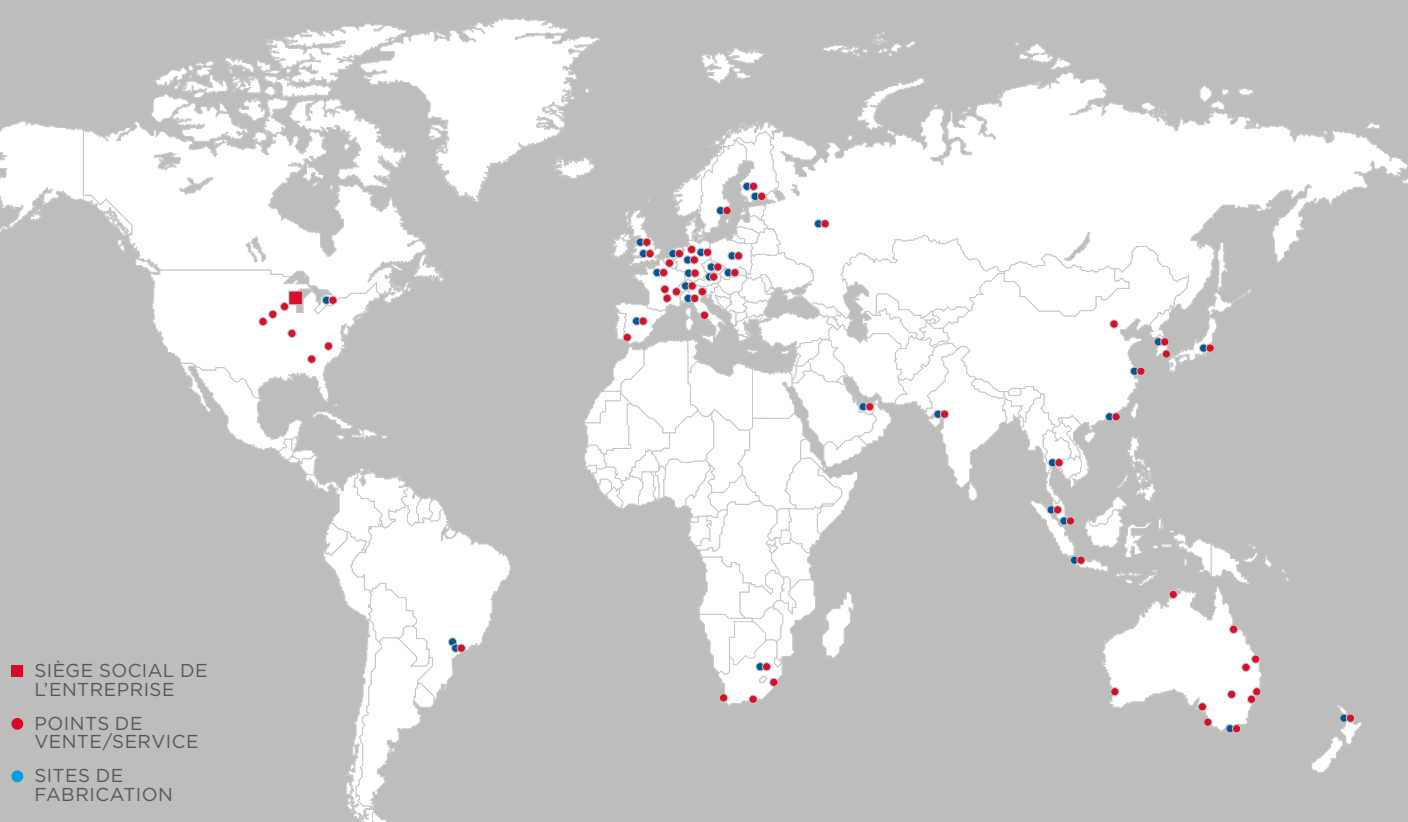 SIÈGE SOCIAL DE
L’ENTREPRISE
POINTS DE
VENTE/SERVICE
SITES DE
FABRICATION